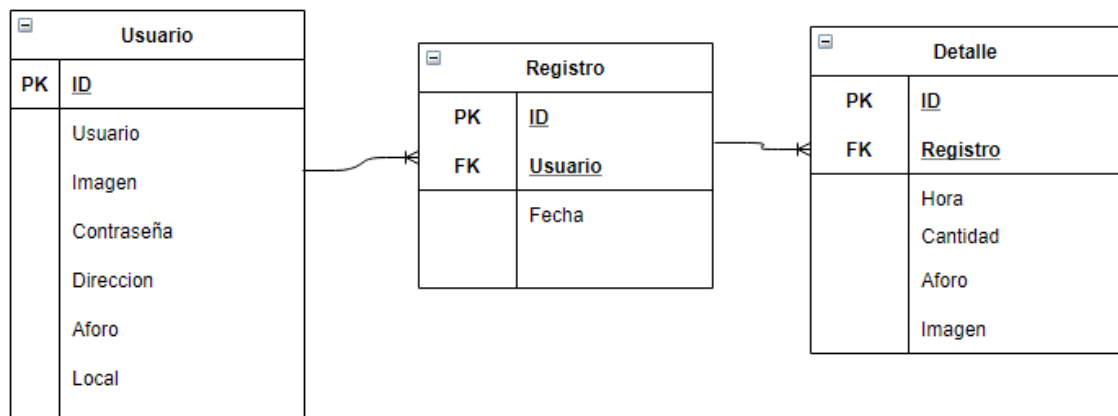 Usuario
PK ID
Usuario
Imagen
Contraseña
Direccion
Aforo
Local
Registro
PK ID
FK Usuario
Fecha
Detalle
PK ID
FK Registro
Hora
Cantidad
Aforo
Imagen